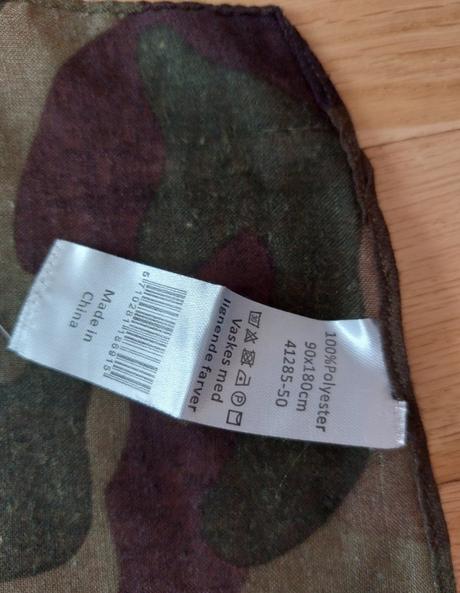 100%Polyester
90x180cm
41285-50
Vaskes med
lignende farver
Made in
China